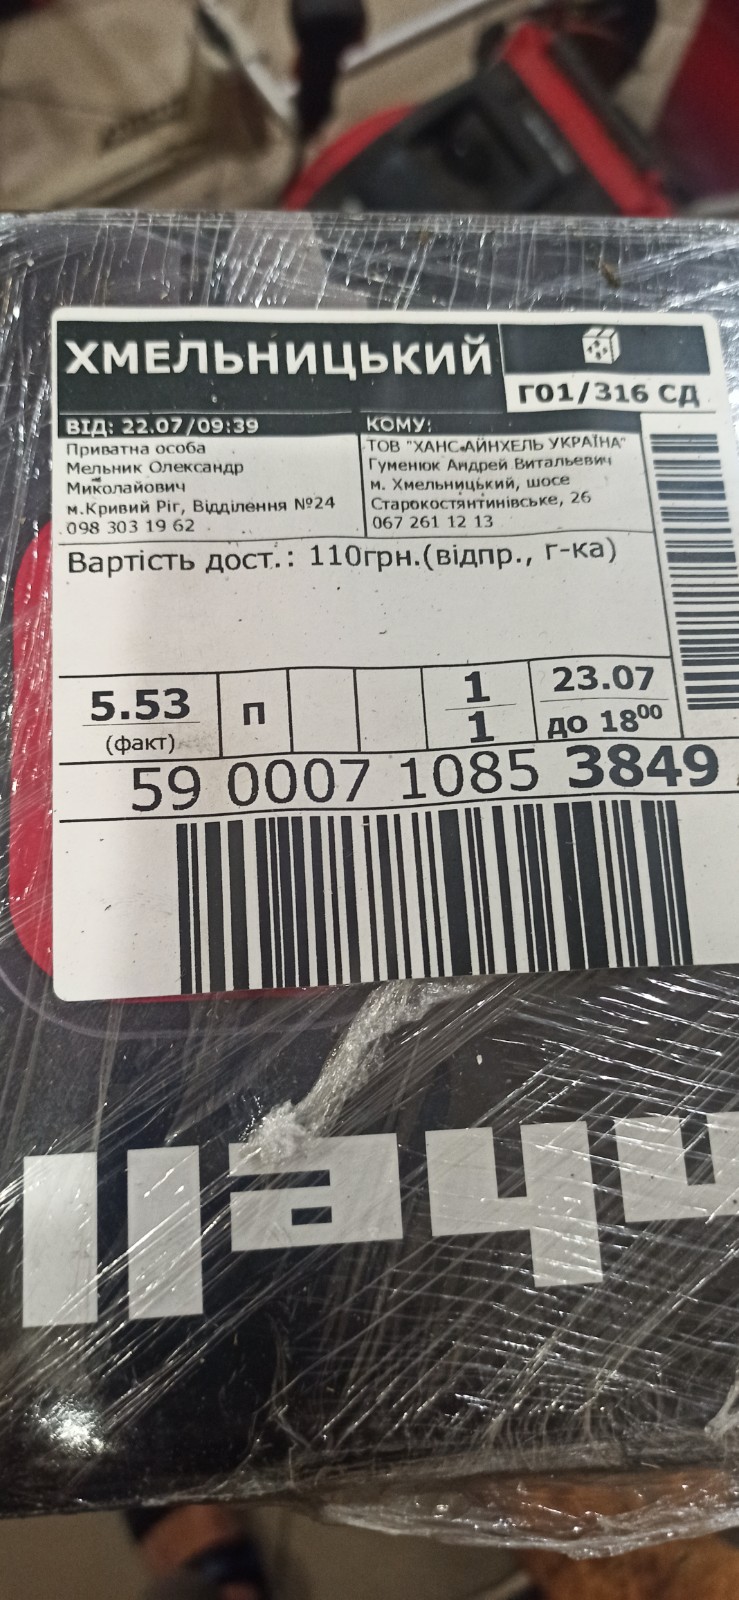 ХМЕЛЬНИЦЬКИЙ
Г01/316 СД
ВІД: 22.07/09:39
Приватна особа
Мельник Олександр
Миколайович
м.Кривий Ріг, Відділення №24
098 303 19 62
КОМУ:
ТОВ "ХАНС АЙНХЕЛЬ УКРАЇНА"
Гуменюк Андрей Витальевич
м. Хмельницький, шосе
Старокостянтинівське, 26
067 261 12 13
Вартість дост.: 110грн.(відпр., г-ка)
5.53
(факт)
П
1
1
23.07
до 18⁰⁰
59 0007 1085 3849